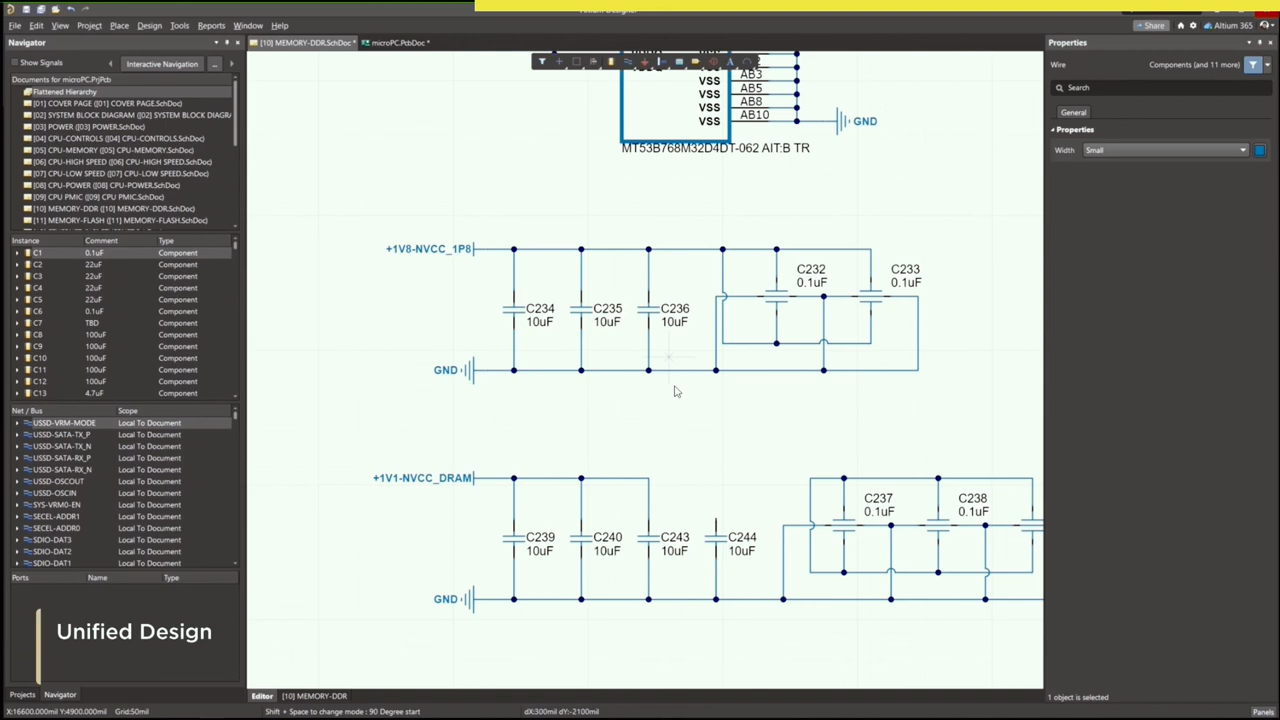 File Edit View Project Place Design Tools Reports Window Help
Share Altium 365
Navigator
[10] MEMORY-DDR.SchDoc * microPC.PcbDoc *
Properties
Show Signals Interactive Navigation ...
Wire Components (and 11 more)
Documents for microPC.PrjPcb
Search
Flattened Hierarchy
[01] COVER PAGE ([01] COVER PAGE.SchDoc)
[02] SYSTEM BLOCK DIAGRAM ([02] SYSTEM BLOCK DIAGRA
[03] POWER ([03] POWER.SchDoc)
[04] CPU-CONTROLS ([04] CPU-CONTROLS.SchDoc)
[05] CPU-MEMORY ([05] CPU-MEMORY.SchDoc)
[06] CPU-HIGH SPEED ([06] CPU-HIGH SPEED.SchDoc)
[07] CPU-LOW SPEED ([07] CPU-LOW SPEED.SchDoc)
[08] CPU-POWER ([08] CPU-POWER.SchDoc)
[09] CPU PMIC ([09] CPU PMIC.SchDoc)
[10] MEMORY-DDR ([10] MEMORY-DDR.SchDoc)
[11] MEMORY-FLASH ([11] MEMORY-FLASH.SchDoc)
General
Properties
Width Small
Instance Comment Type
C1 0.1uF Component
C2 22uF Component
C3 22uF Component
C4 22uF Component
C5 22uF Component
C6 0.1uF Component
C7 TBD Component
C8 100uF Component
C9 100uF Component
C10 100uF Component
C11 100uF Component
C12 100uF Component
C13 4.7uF Component
Net / Bus Scope
USSD-VRM-MODE Local To Document
USSD-SATA-TX_P Local To Document
USSD-SATA-TX_N Local To Document
USSD-SATA-RX_P Local To Document
USSD-SATA-RX_N Local To Document
USSD-OSCOUT Local To Document
USSD-OSCIN Local To Document
SYS-VRM0-EN Local To Document
SECEL-ADDR1 Local To Document
SECEL-ADDR0 Local To Document
SDIO-DAT3 Local To Document
SDIO-DAT2 Local To Document
SDIO-DAT1 Local To Document
Ports Name Type
Unified Design
VSS AB3
VSS AB5
VSS AB8
VSS AB10
GND
MT53B768M32D4DT-062 AIT:B TR
+1V8-NVCC_1P8
C232
0.1uF
C233
0.1uF
C234
10uF
C235
10uF
C236
10uF
GND
+1V1-NVCC_DRAM
C237
0.1uF
C238
0.1uF
C239
10uF
C240
10uF
C243
10uF
C244
10uF
GND
Projects Navigator
Editor [10] MEMORY-DDR
1 object is selected
X:16600.000mil Y:4900.000mil Grid:50mil Shift + Space to change mode : 90 Degree start dX:300mil dY:-2100mil
Panels